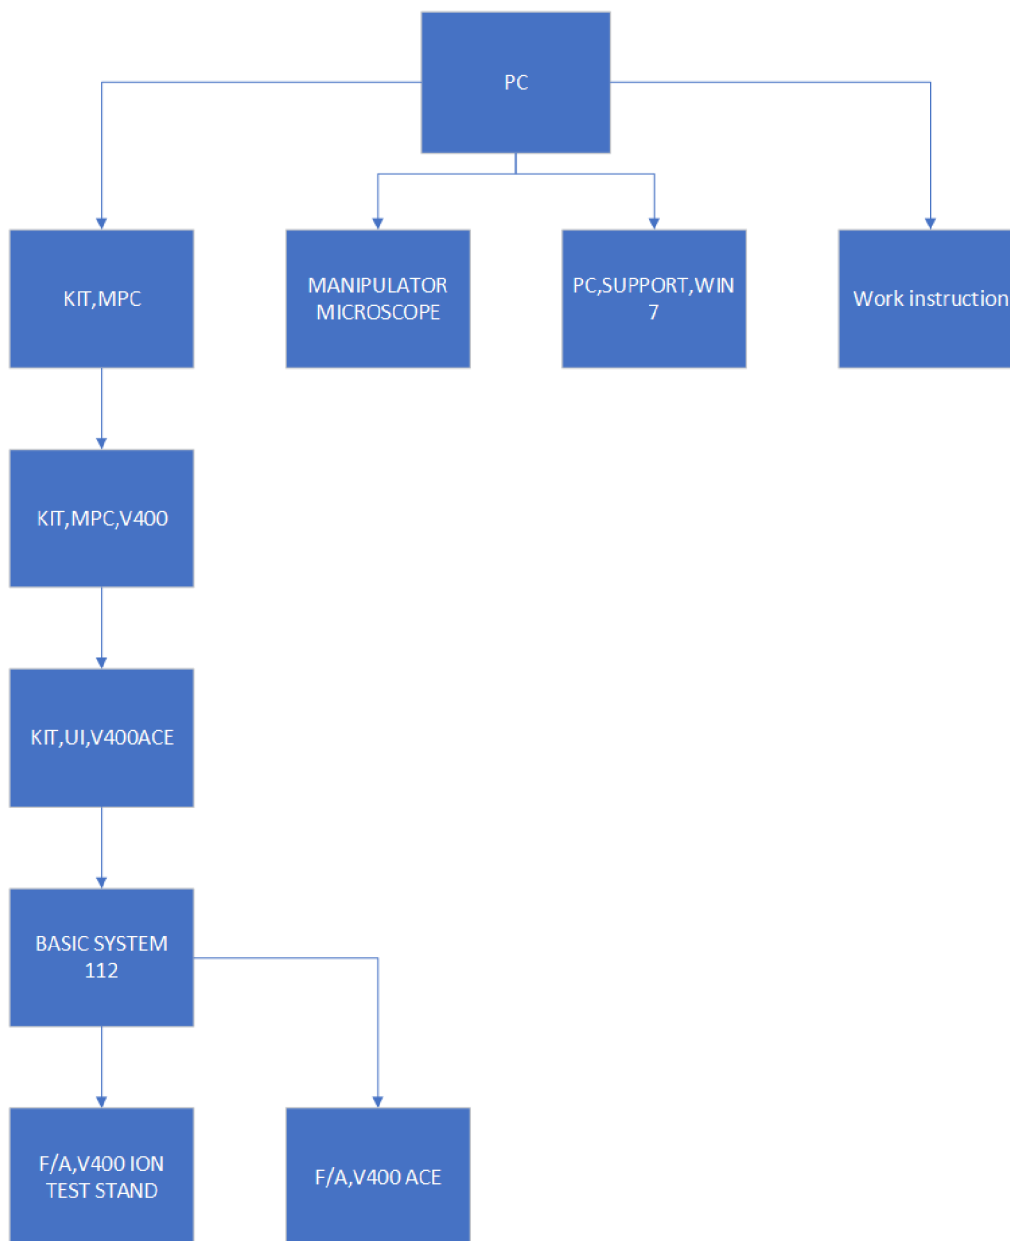 PC
KIT,MPC
MANIPULATOR
MICROSCOPE
PC,SUPPORT,WIN
7
Work instruction
KIT,MPC,V400
KIT,UI,V400ACE
BASIC SYSTEM
112
F/A,V400 ION
TEST STAND
F/A,V400 ACE